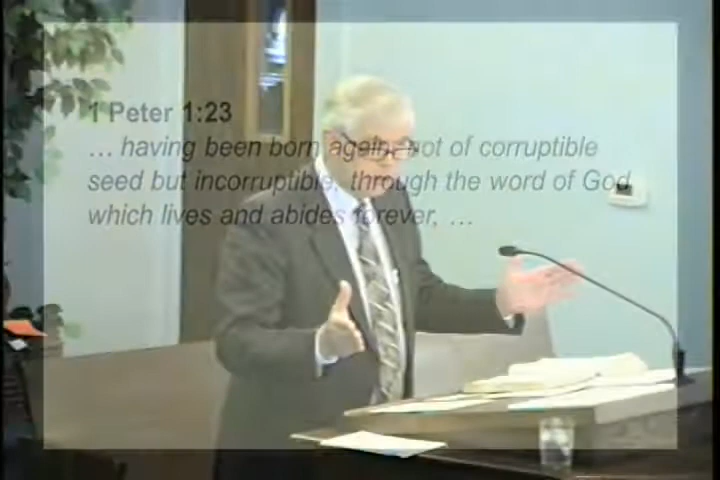 1 Peter 1:23
… having been born again, not of corruptible
seed but incorruptible, through the word of God
which lives and abides forever, …